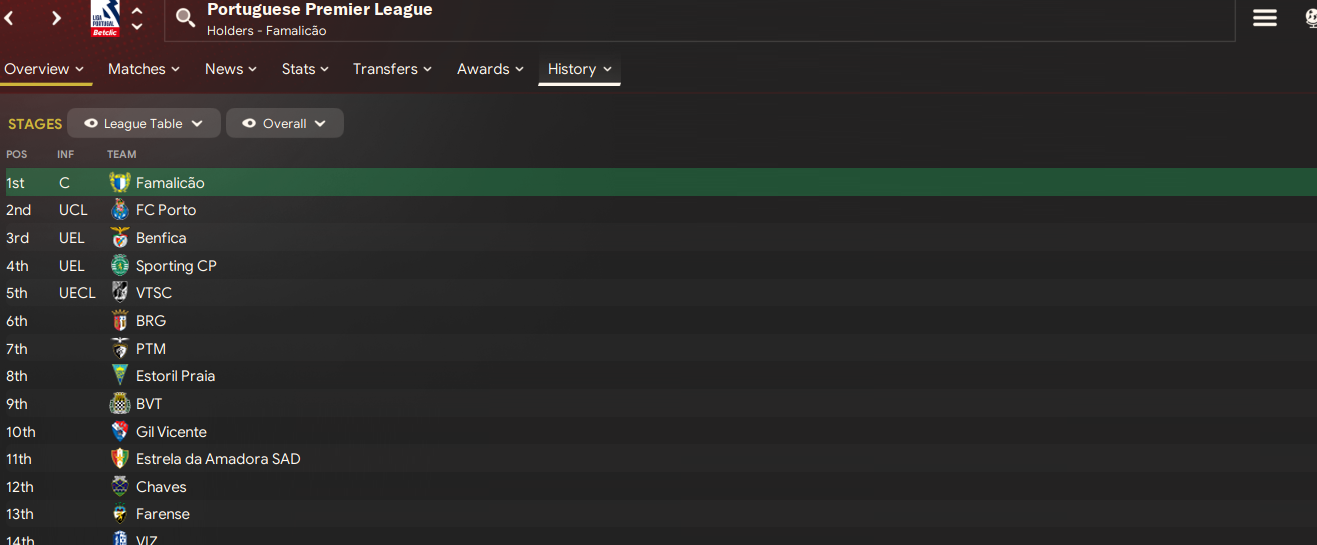 Portuguese Premier League
Holders - Famalicão
LIGA
PORTUGAL
Betclic
Overview Matches News Stats Transfers Awards History
STAGES League Table Overall
POS INF TEAM
1st C Famalicão
2nd UCL FC Porto
3rd UEL Benfica
4th UEL Sporting CP
5th UECL VTSC
6th BRG
7th PTM
8th Estoril Praia
9th BVT
10th Gil Vicente
11th Estrela da Amadora SAD
12th Chaves
13th Farense
14th VIZ